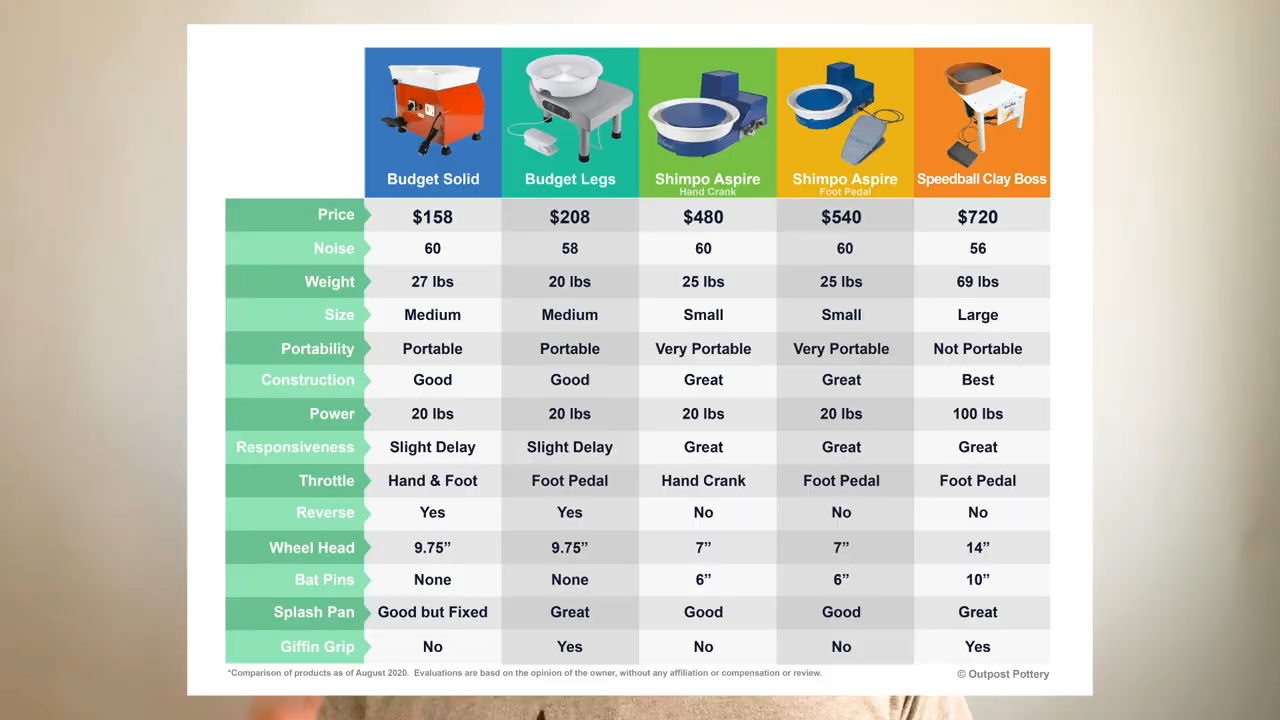 Budget Solid Budget Legs Shimpo Aspire Shimpo Aspire Speedball Clay Boss
Hand Crank Foot Pedal
Price $158 $208 $480 $540 $720
Noise 60 58 60 60 56
Weight 27 lbs 20 lbs 25 lbs 25 lbs 69 lbs
Size Medium Medium Small Small Large
Portability Portable Portable Very Portable Very Portable Not Portable
Construction Good Good Great Great Best
Power 20 lbs 20 lbs 20 lbs 20 lbs 100 lbs
Responsiveness Slight Delay Slight Delay Great Great Great
Throttle Hand & Foot Foot Pedal Hand Crank Foot Pedal Foot Pedal
Reverse Yes Yes No No No
Wheel Head 9.75” 9.75” 7” 7” 14”
Bat Pins None None 6” 6” 10”
Splash Pan Good but Fixed Great Good Good Great
Giffin Grip No Yes No No Yes
*Comparison of products as of August 2020. Evaluations are basd on the opinion of the owner, without any affiliation or compensation or review. © Outpost Pottery